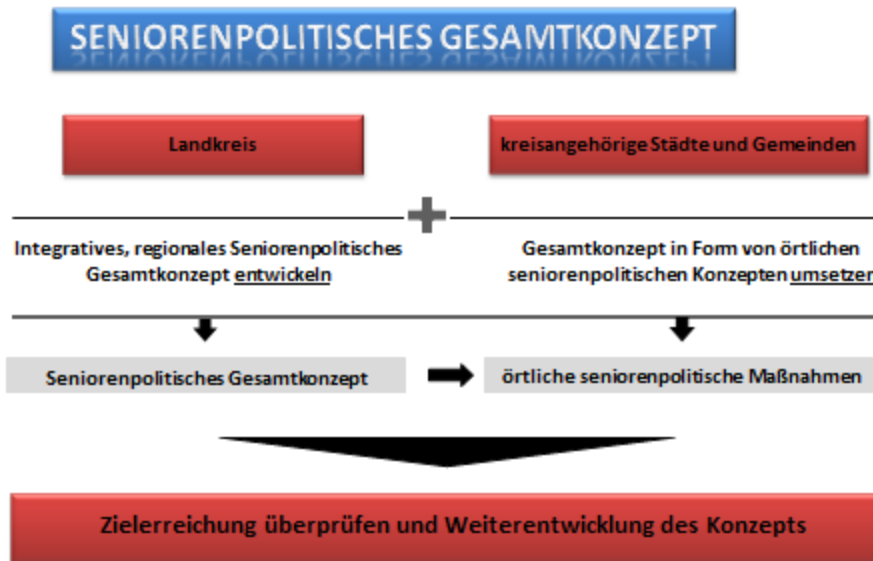 SENIORENPOLITISCHES GESAMTKONZEPT
Landkreis
kreisangehörige Städte und Gemeinden
Integratives, regionales Seniorenpolitisches
Gesamtkonzept entwickeln
Gesamtkonzept in Form von örtlichen
seniorenpolitischen Konzepten umsetzen
Seniorenpolitisches Gesamtkonzept
örtliche seniorenpolitische Maßnahmen
Zielerreichung überprüfen und Weiterentwicklung des Konzepts